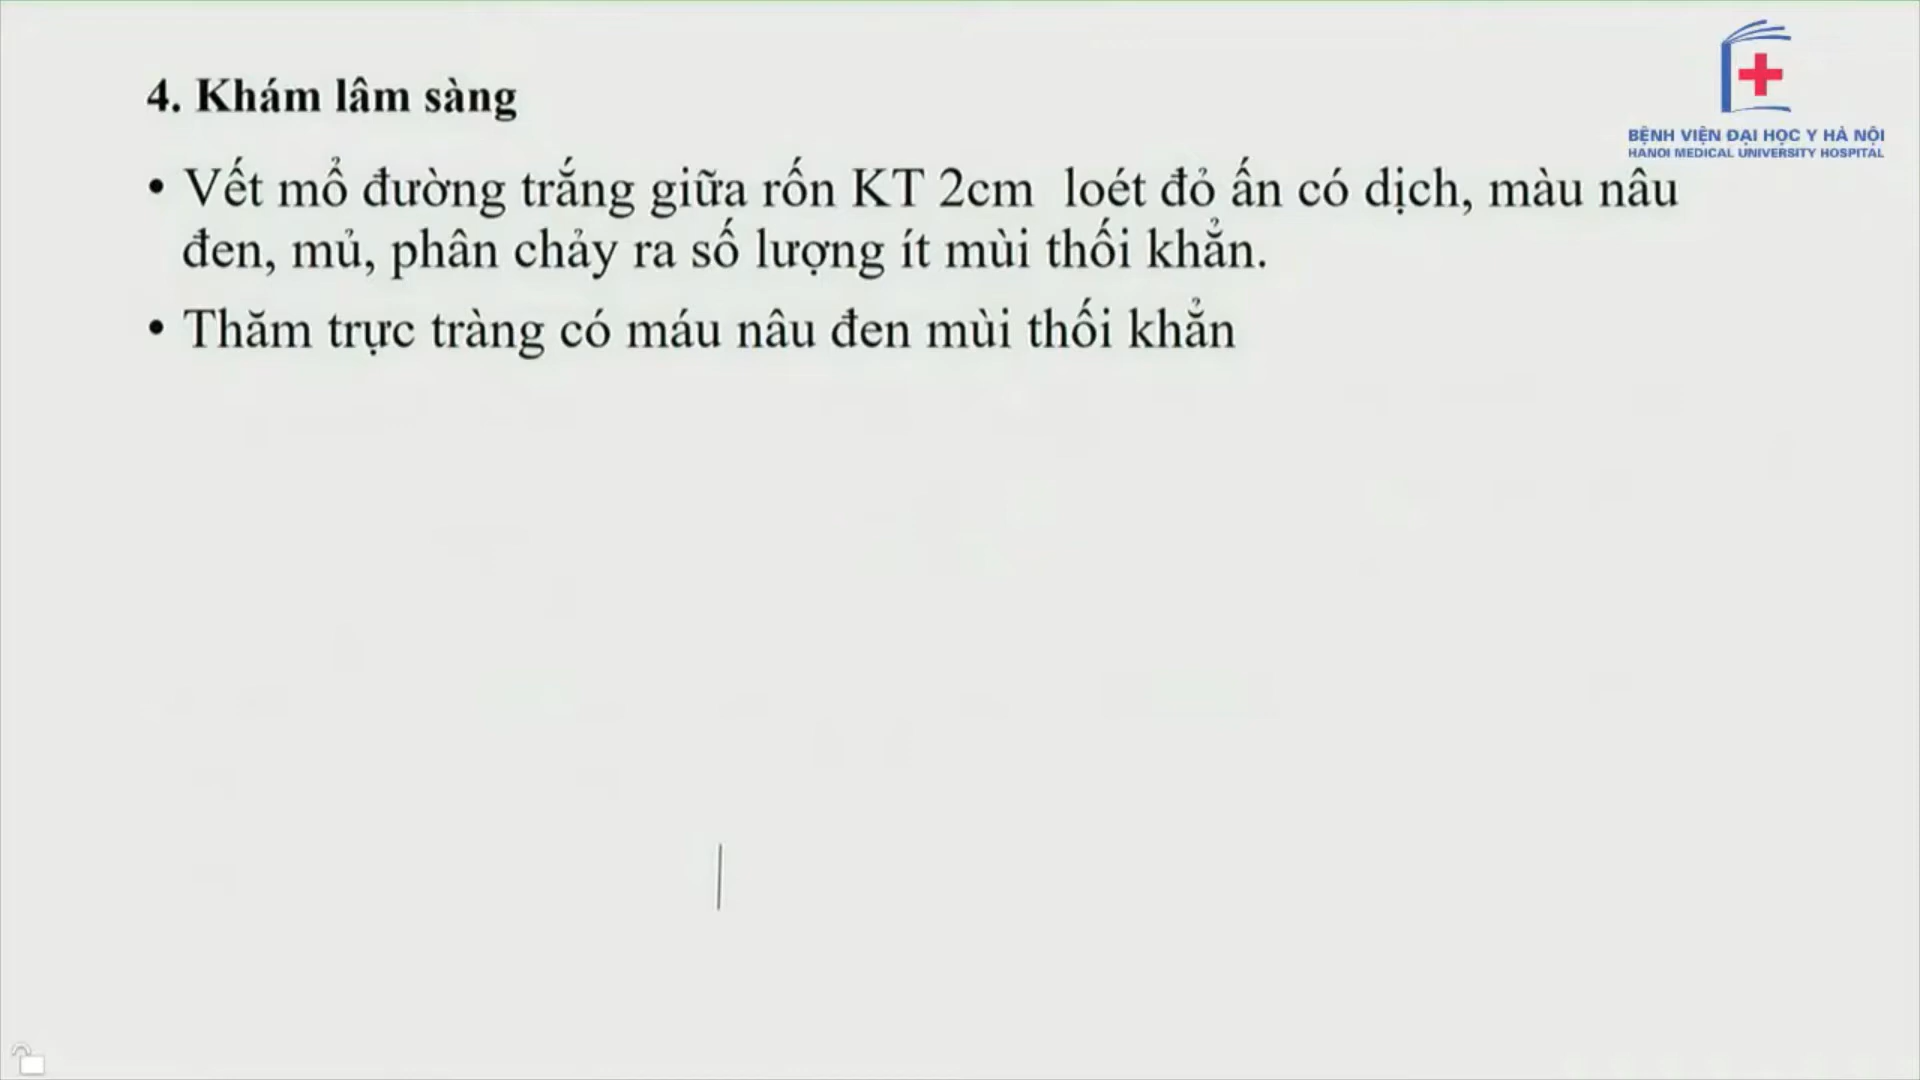 BỆNH VIỆN ĐẠI HỌC Y HÀ NỘI
HANOI MEDICAL UNIVERSITY HOSPITAL
4. Khám lâm sàng
• Vết mổ đường trắng giữa rốn KT 2cm loét đỏ ấn có dịch, màu nâu
đen, mủ, phân chảy ra số lượng ít mùi thối khẳn.
• Thăm trực tràng có máu nâu đen mùi thối khẳn